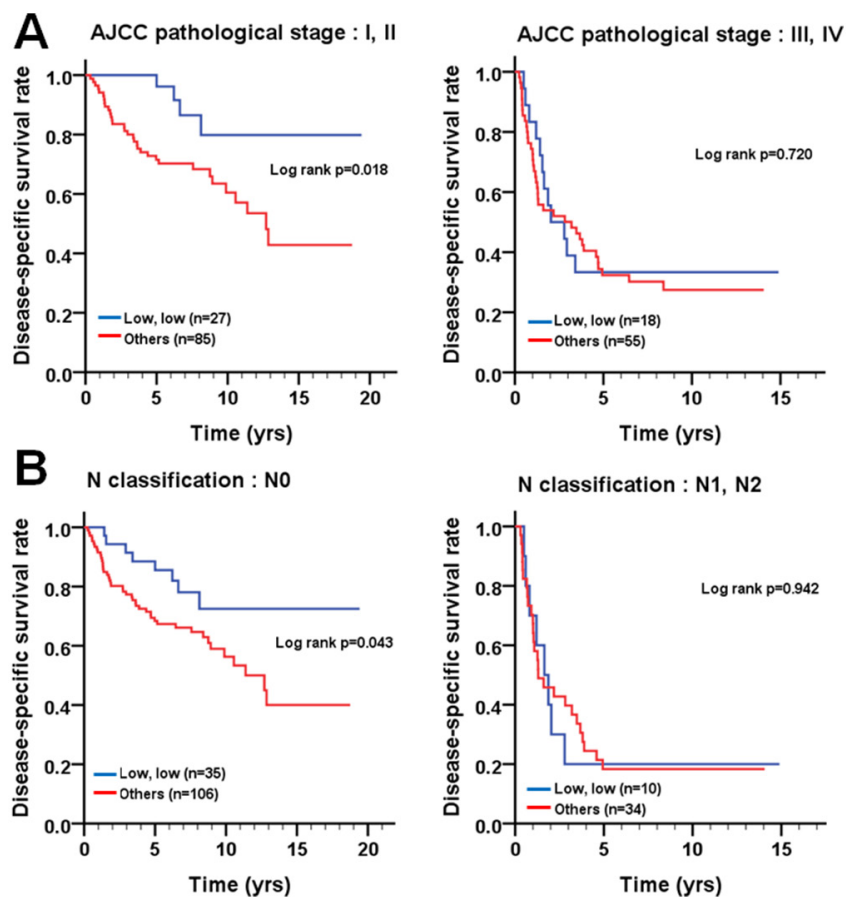 A
AJCC pathological stage : I, II
Disease-specific survival rate
1.0
0.8
0.6
0.4
0.2
0.0
Log rank p=0.018
Low, low (n=27)
Others (n=85)
0 5 10 15 20
Time (yrs)
AJCC pathological stage : III, IV
Disease-specific survival rate
1.0
0.8
0.6
0.4
0.2
0.0
Log rank p=0.720
Low, low (n=18)
Others (n=55)
0 5 10 15
Time (yrs)
B
N classification : N0
Disease-specific survival rate
1.0
0.8
0.6
0.4
0.2
0.0
Log rank p=0.043
Low, low (n=35)
Others (n=106)
0 5 10 15 20
Time (yrs)
N classification : N1, N2
Disease-specific survival rate
1.0
0.8
0.6
0.4
0.2
0.0
Log rank p=0.942
Low, low (n=10)
Others (n=34)
0 5 10 15
Time (yrs)